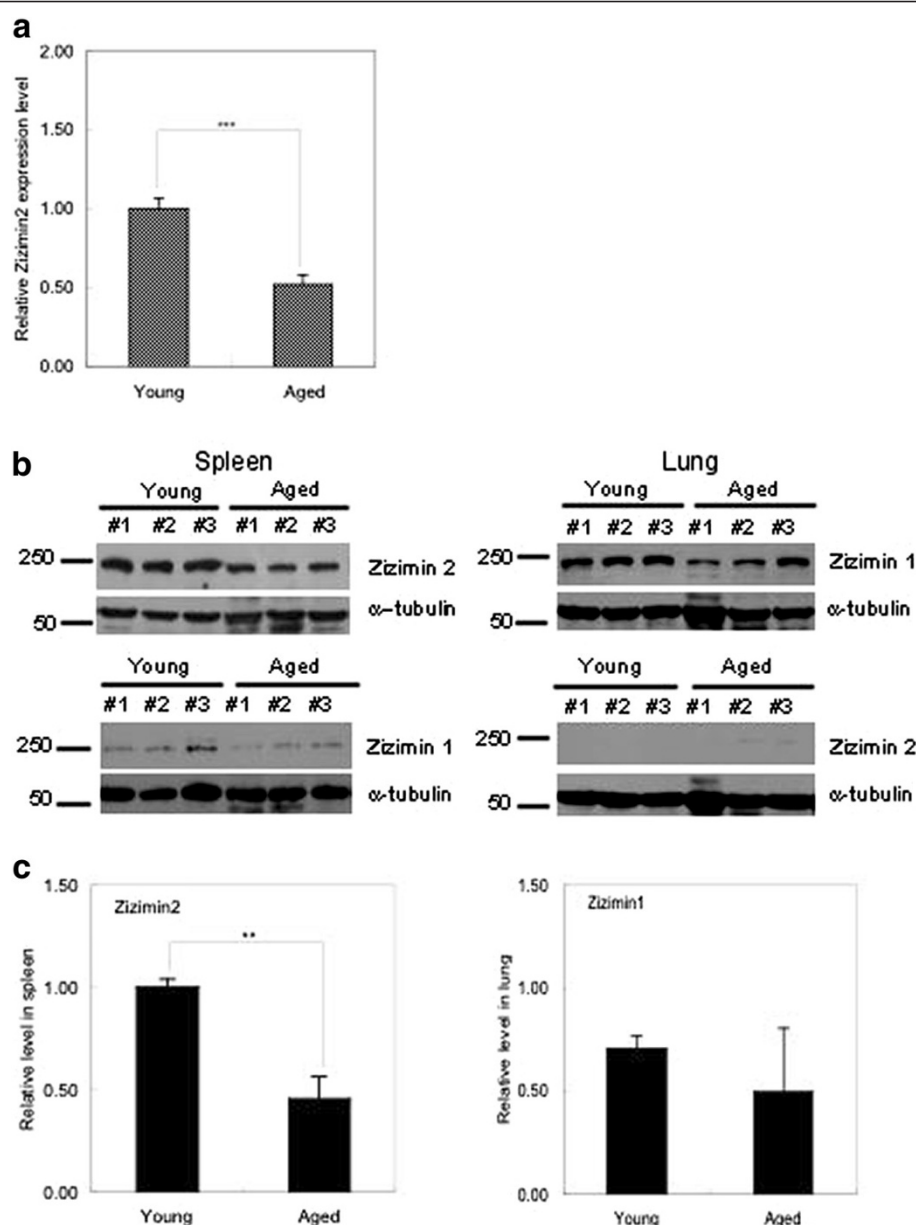 a
2.00
1.50
1.00
0.50
0.00
Relative Zizimin2 expression level
***
Young Aged
b
Spleen
Young Aged
#1 #2 #3 #1 #2 #3
250
Zizimin 2
50
α-tubulin
Young Aged
#1 #2 #3 #1 #2 #3
250
Zizimin 1
50
α-tubulin
Lung
Young Aged
#1 #2 #3 #1 #2 #3
250
Zizimin 1
50
α-tubulin
Young Aged
#1 #2 #3 #1 #2 #3
250
Zizimin 2
50
α-tubulin
c
1.50
1.00
0.50
0.00
Relative level in spleen
Zizimin2
**
Young Aged
1.50
1.00
0.50
0.00
Relative level in lung
Zizimin1
Young Aged